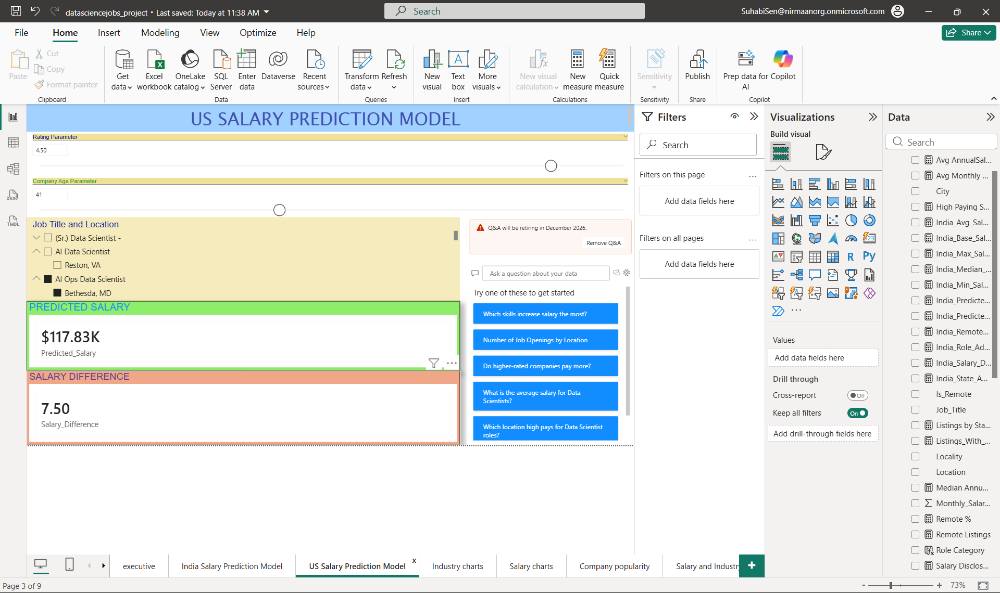 datasciencejobs_project • Last saved: Today at 11:38 AM
Search
SuhabiSen@nirmaanorg.onmicrosoft.com
File
Home
Insert
Modeling
View
Optimize
Help
Share
Paste
Cut
Copy
Format painter
Clipboard
Get data
Excel workbook
OneLake catalog
SQL Server
Enter data
Dataverse
Recent sources
Data
Transform data
Refresh
Queries
New visual
Text box
More visuals
Insert
New visual calculation
New measure
Quick measure
Calculations
Sensitivity
Sensitivity
Publish
Share
Prep data for AI
Copilot
Copilot
DAX
TMDL
US SALARY PREDICTION MODEL
Rating Parameter
4.50
Company Age Parameter
41
Job Title and Location
(Sr.) Data Scientist -
AI Data Scientist
Reston, VA
AI Ops Data Scientist
Bethesda, MD
PREDICTED SALARY
$117.83K
Predicted_Salary
SALARY DIFFERENCE
7.50
Salary_Difference
Q&A will be retiring in December 2026.
Remove Q&A
Ask a question about your data
Try one of these to get started
Which skills increase salary the most?
Number of Job Openings by Location
Do higher-rated companies pay more?
What is the average salary for Data
Scientists?
Which location high pays for Data Scientist
roles?
Filters
Search
Filters on this page
Add data fields here
Filters on all pages
Add data fields here
Visualizations
Build visual
123
R
Py
Values
Add data fields here
Drill through
Cross-report
Off
Keep all filters
On
Add drill-through fields here
Data
Search
Avg AnnualSal...
Avg Monthly ...
City
High Paying S...
India_Avg_Sal...
India_Base_Sal...
India_Max_Sal...
India_Median_...
India_Min_Sal...
India_Predicte...
India_Predicte...
India_Remote...
India_Role_Ad...
India_Salary_D...
India_State_A...
Is_Remote
Job_Title
Listings by Sta...
Listings_With_...
Locality
Location
Median Annu...
Monthly_Salar...
Remote %
Remote Listings
Role Category
Salary Disclos...
executive
India Salary Prediction Model
US Salary Prediction Model
x
Industry charts
Salary charts
Company popularity
Salary and Industry
+
Page 3 of 9
- +
73%